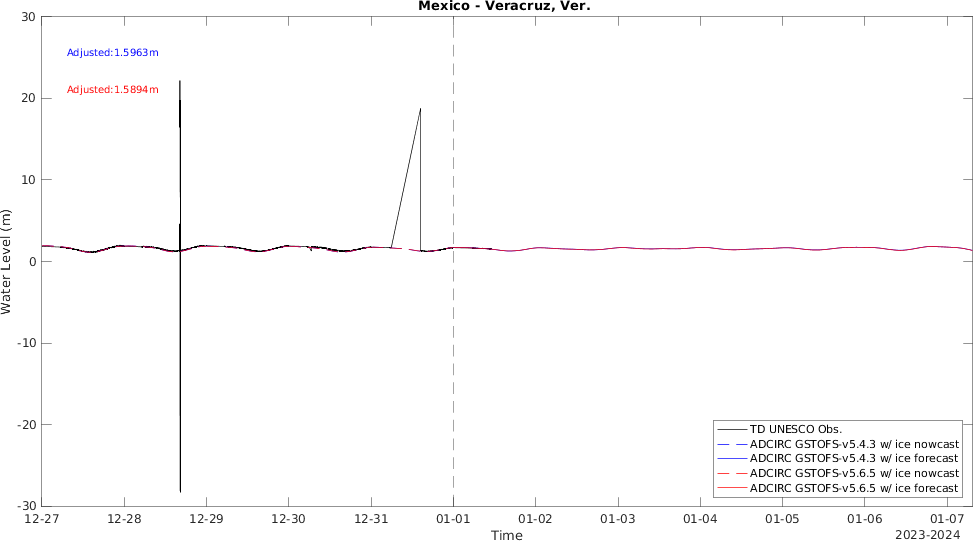 Mexico - Veracruz, Ver.
30
Adjusted:1.5963m
Adjusted:1.5894m
20
10
0
-10
-20
-30
Water Level (m)
TD UNESCO Obs.
ADCIRC GSTOFS-v5.4.3 w/ ice nowcast
ADCIRC GSTOFS-v5.4.3 w/ ice forecast
ADCIRC GSTOFS-v5.6.5 w/ ice nowcast
ADCIRC GSTOFS-v5.6.5 w/ ice forecast
12-27 12-28 12-29 12-30 12-31 01-01 01-02 01-03 01-04 01-05 01-06 01-07
Time
2023-2024